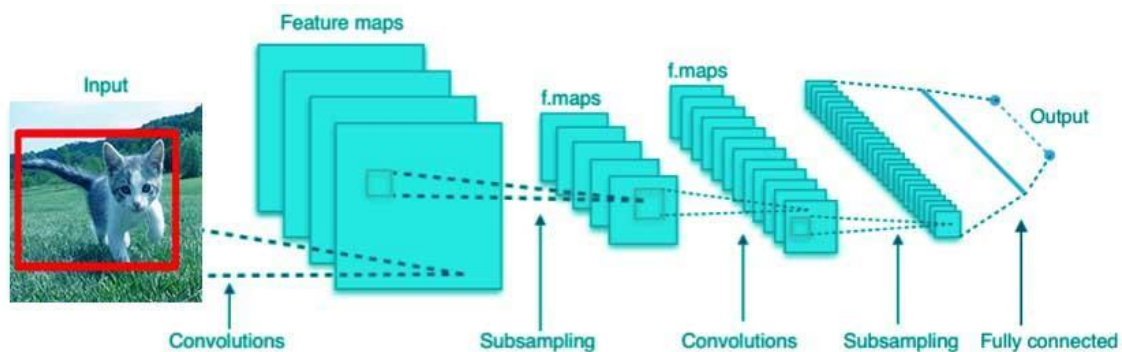 Feature maps
f.maps
Input
f.maps
Output
Convolutions
Subsampling
Convolutions
Subsampling
Fully connected